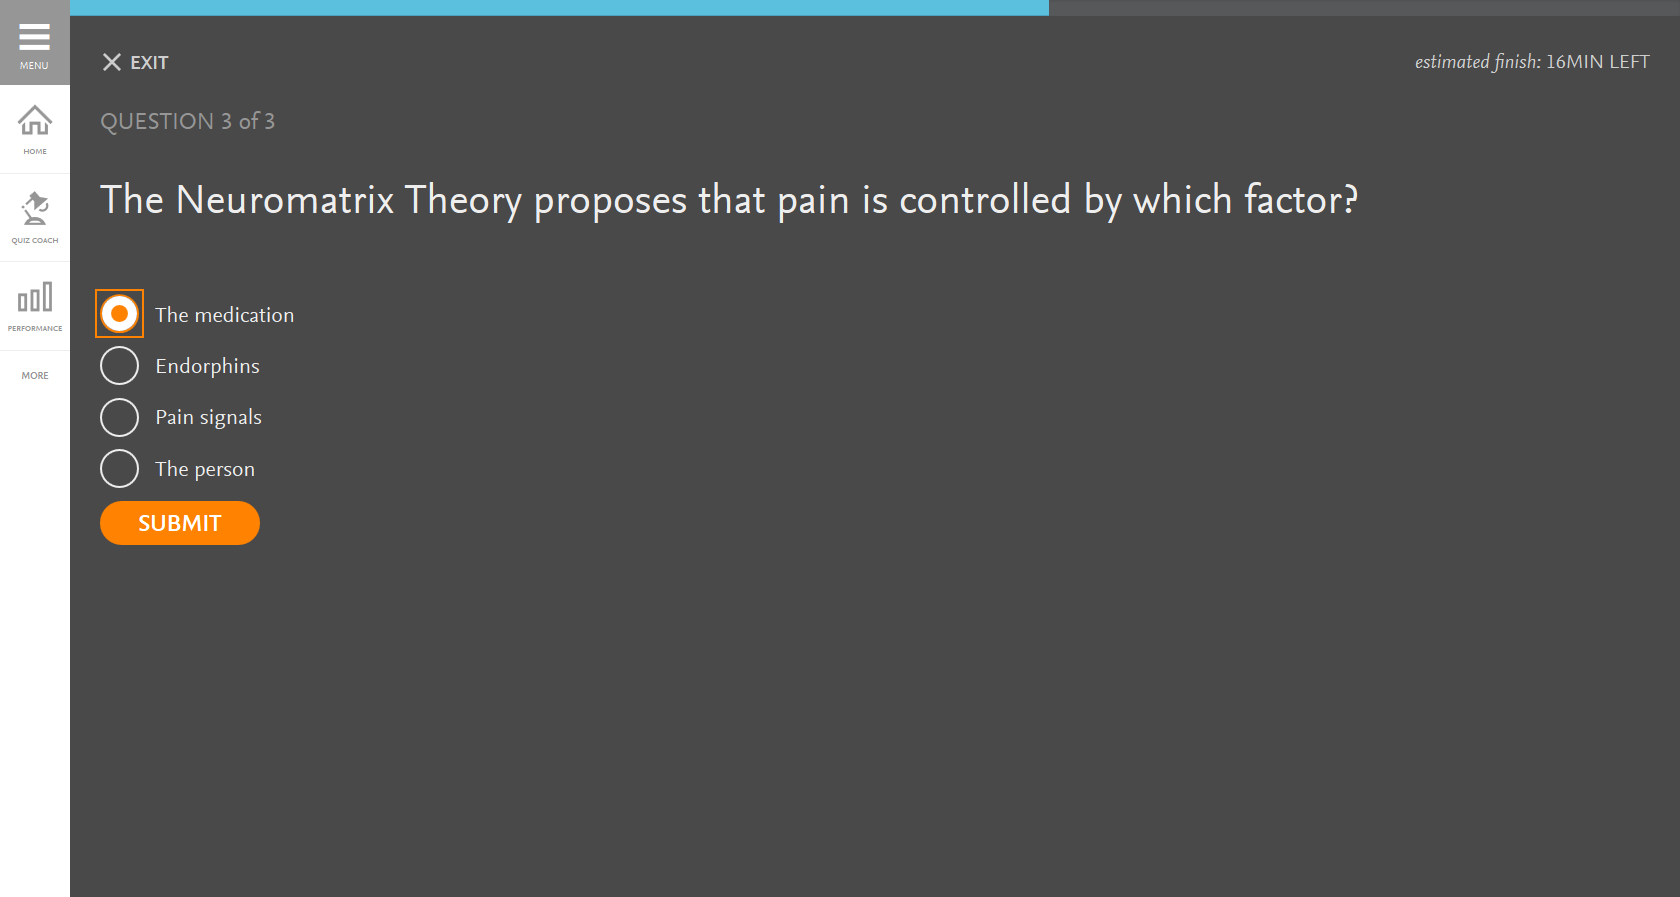 MENU
HOME
QUIZ COACH
PERFORMANCE
MORE
EXIT
estimated finish: 16MIN LEFT
QUESTION 3 of 3
The Neuromatrix Theory proposes that pain is controlled by which factor?
The medication
Endorphins
Pain signals
The person
SUBMIT